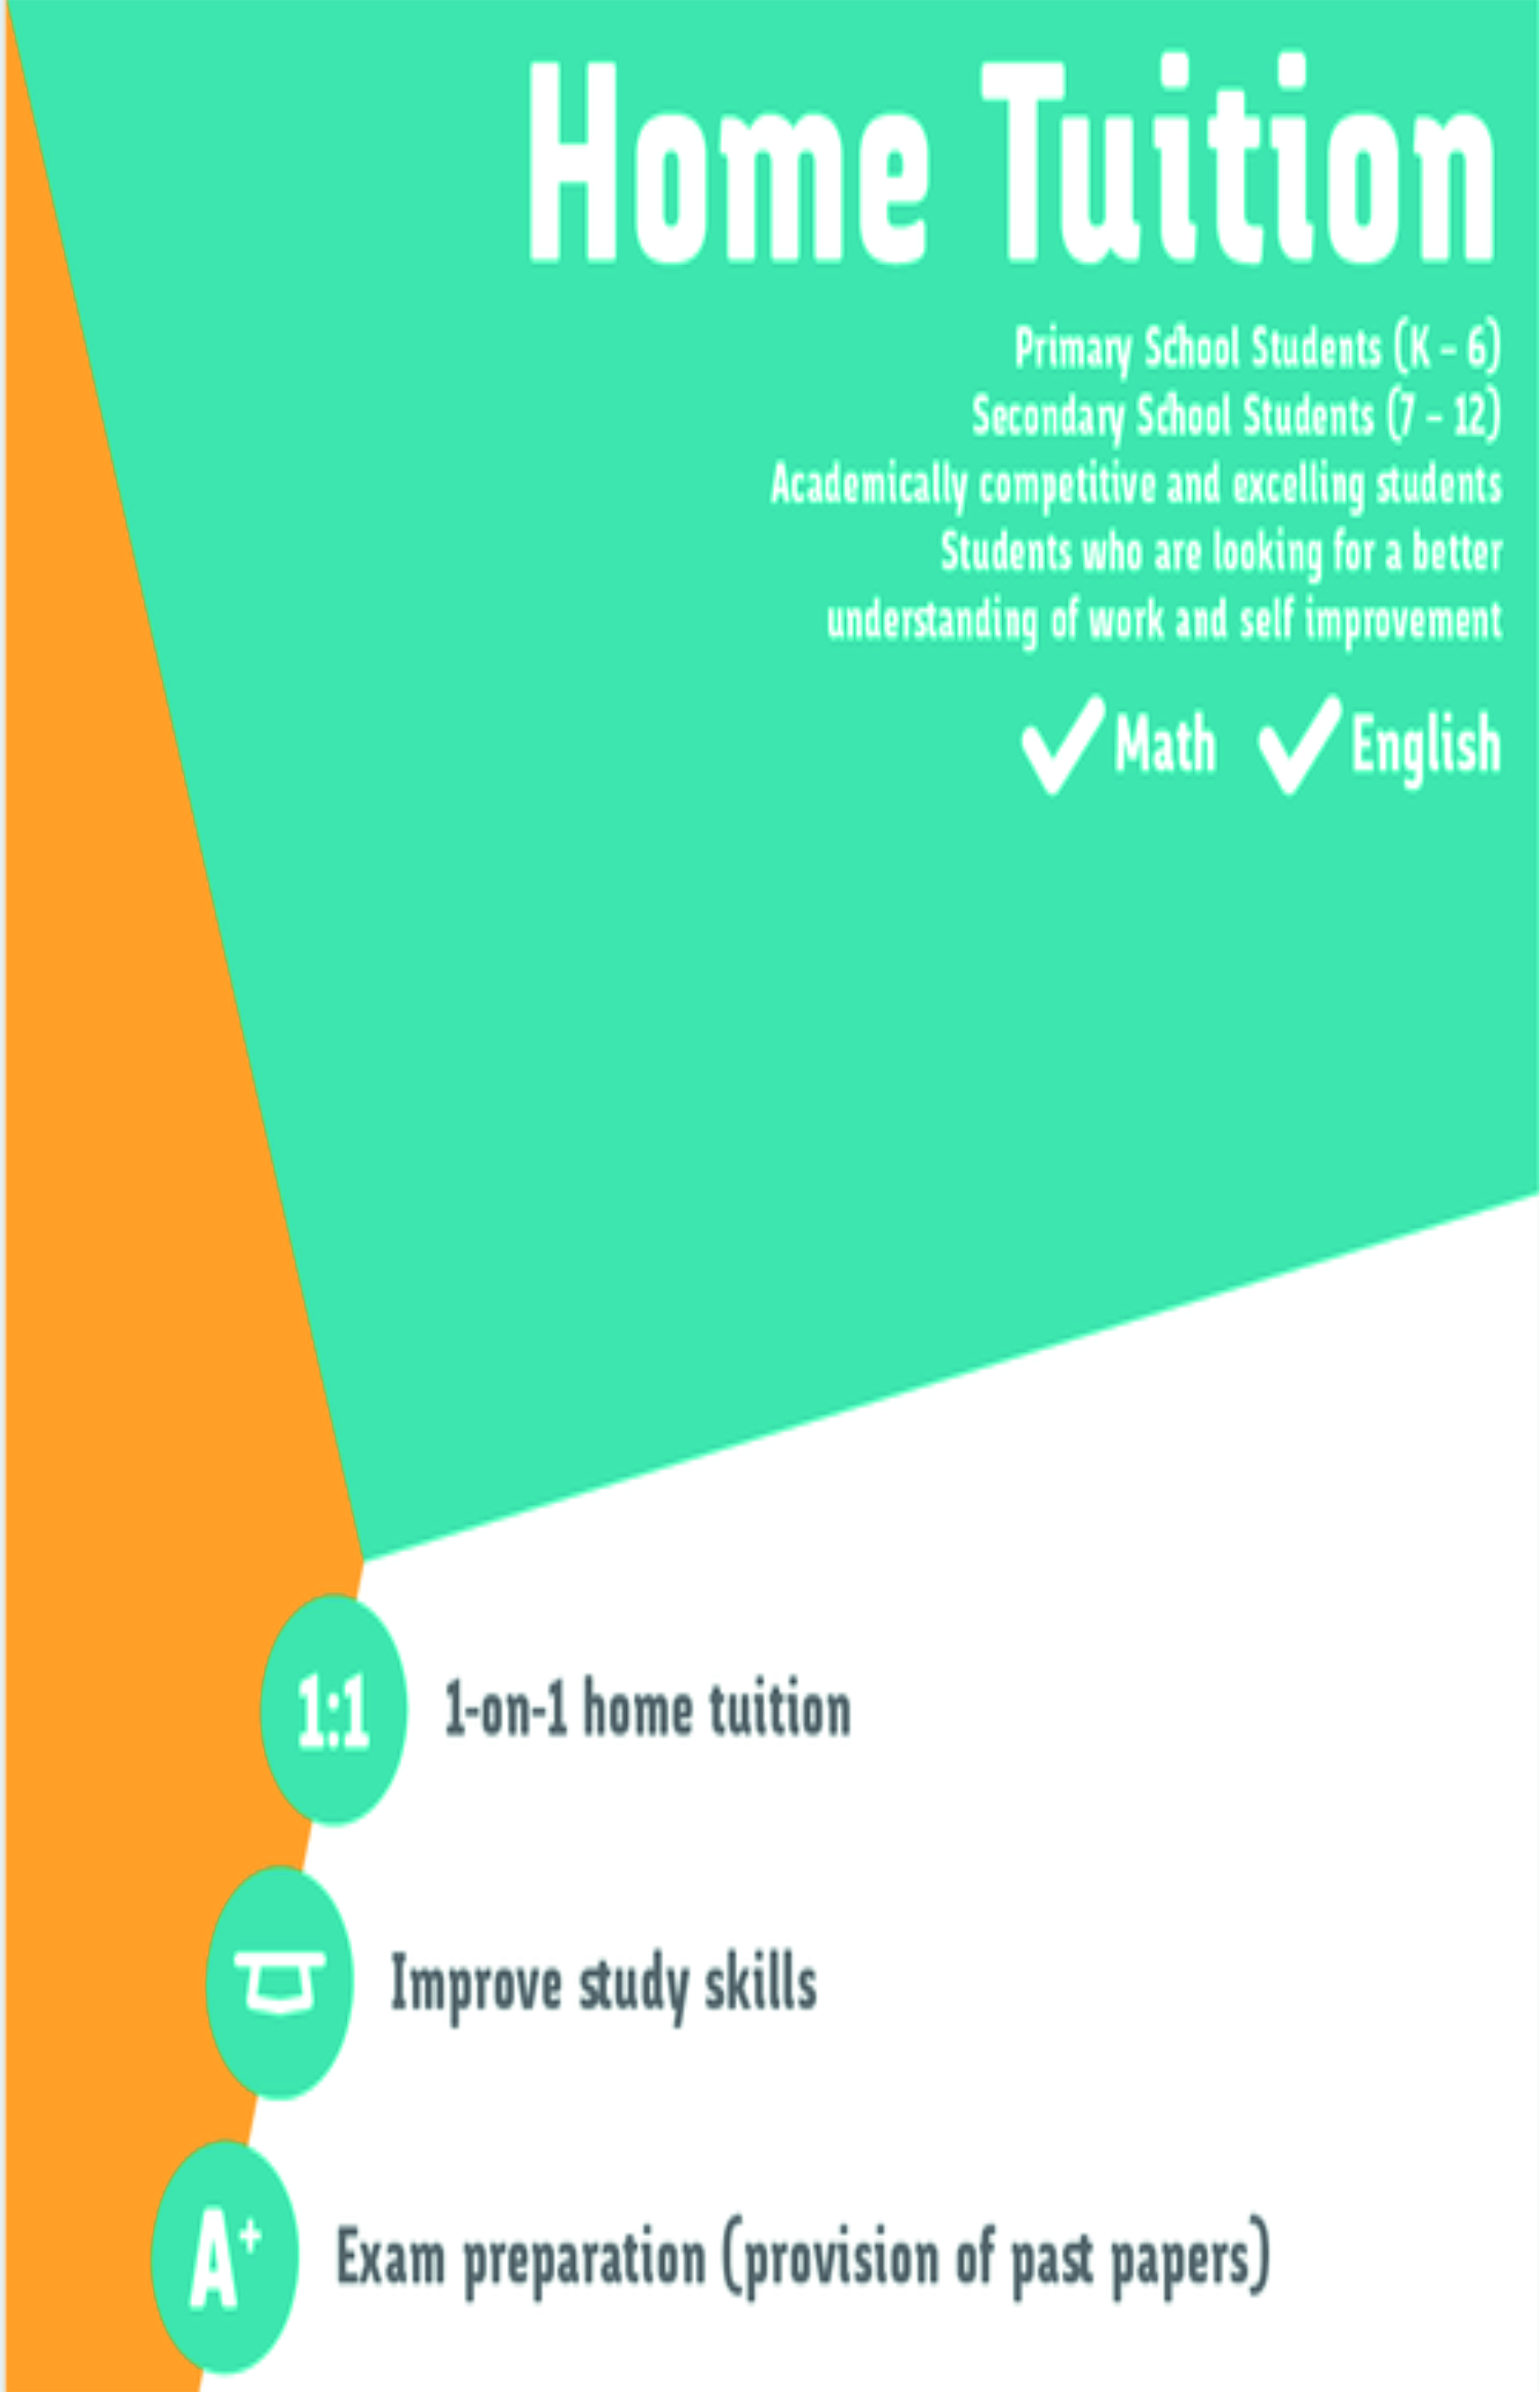 Home Tuition
Primary School Students (K – 6)
Secondary School Students (7 – 12)
Academically competitive and excelling students
Students who are looking for a better
understanding of work and self improvement
Math English
1:1 1-on-1 home tuition
Improve study skills
A+ Exam preparation (provision of past papers)